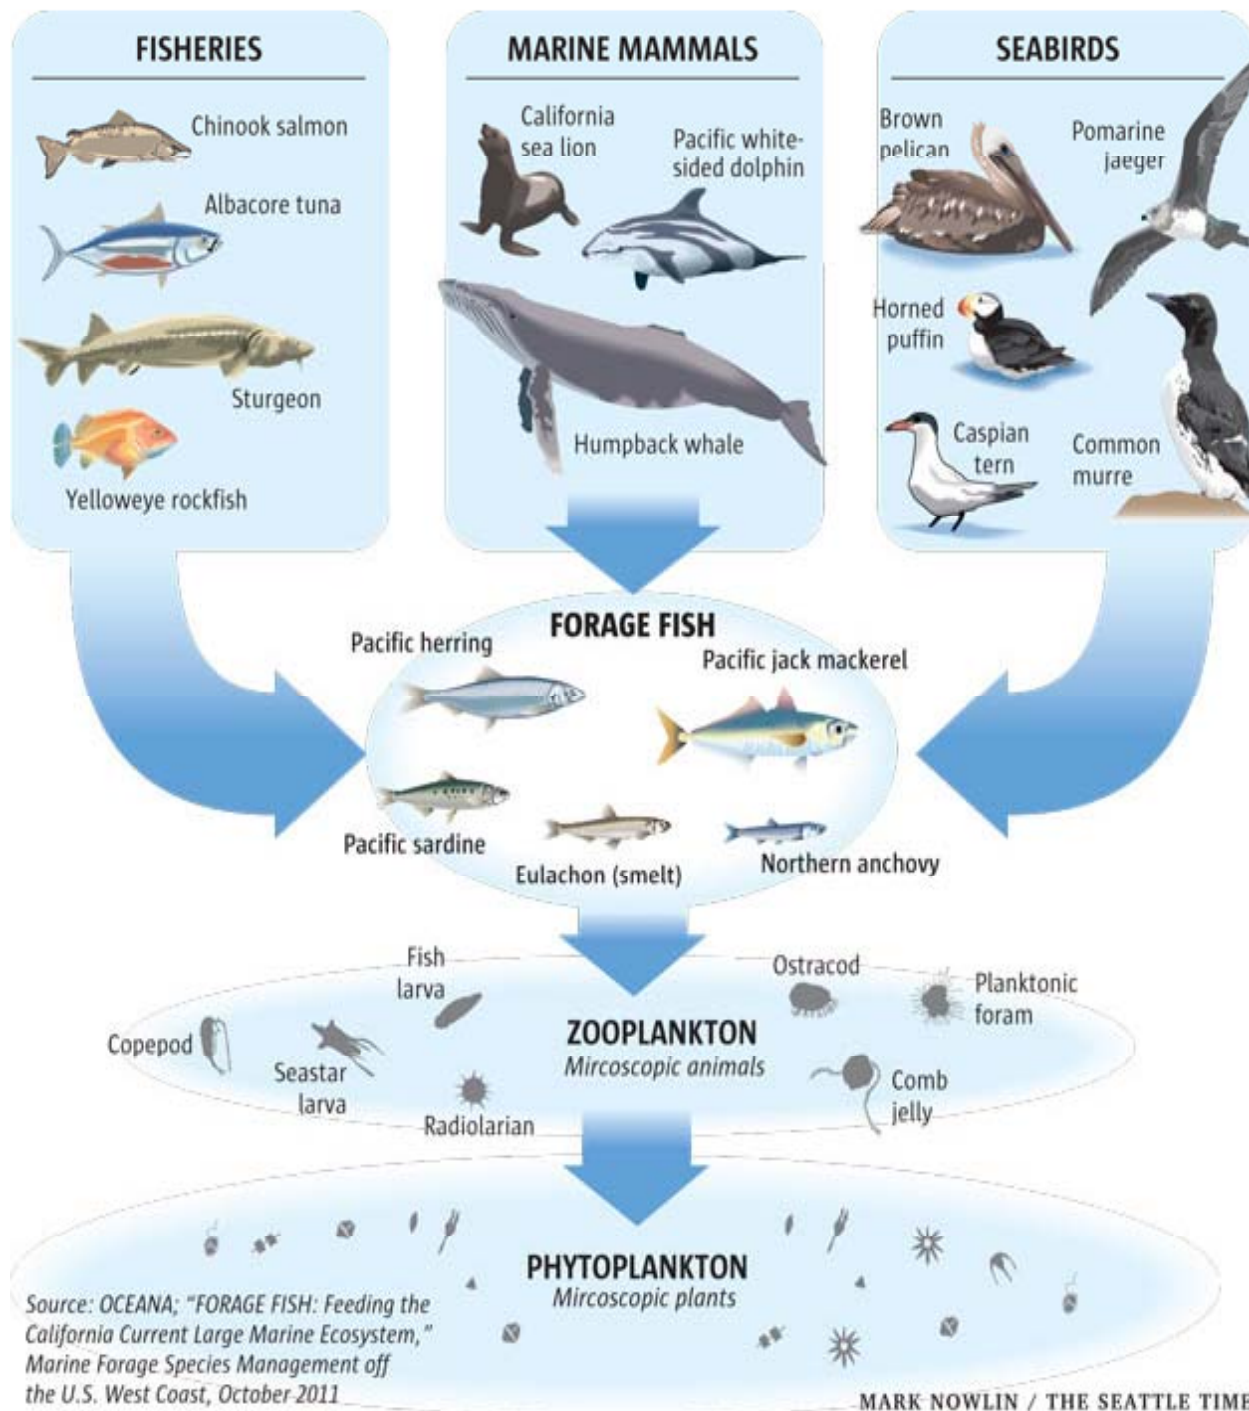 FISHERIES
Chinook salmon
Albacore tuna
Sturgeon
Yelloweye rockfish
MARINE MAMMALS
California
sea lion
Pacific white-
sided dolphin
Humpback whale
SEABIRDS
Brown
pelican
Pomarine
jaeger
Horned
puffin
Caspian
tern
Common
murre
FORAGE FISH
Pacific herring
Pacific jack mackerel
Pacific sardine
Eulachon (smelt)
Northern anchovy
Fish
larva
Ostracod
Planktonic
foram
Copepod
Seastar
larva
Radiolarian
ZOOPLANKTON
Mircoscopic animals
Comb
jelly
PHYTOPLANKTON
Mircoscopic plants
Source: OCEANA; “FORAGE FISH: Feeding the
California Current Large Marine Ecosystem,”
Marine Forage Species Management off
the U.S. West Coast, October 2011
MARK NOWLIN / THE SEATTLE TIME